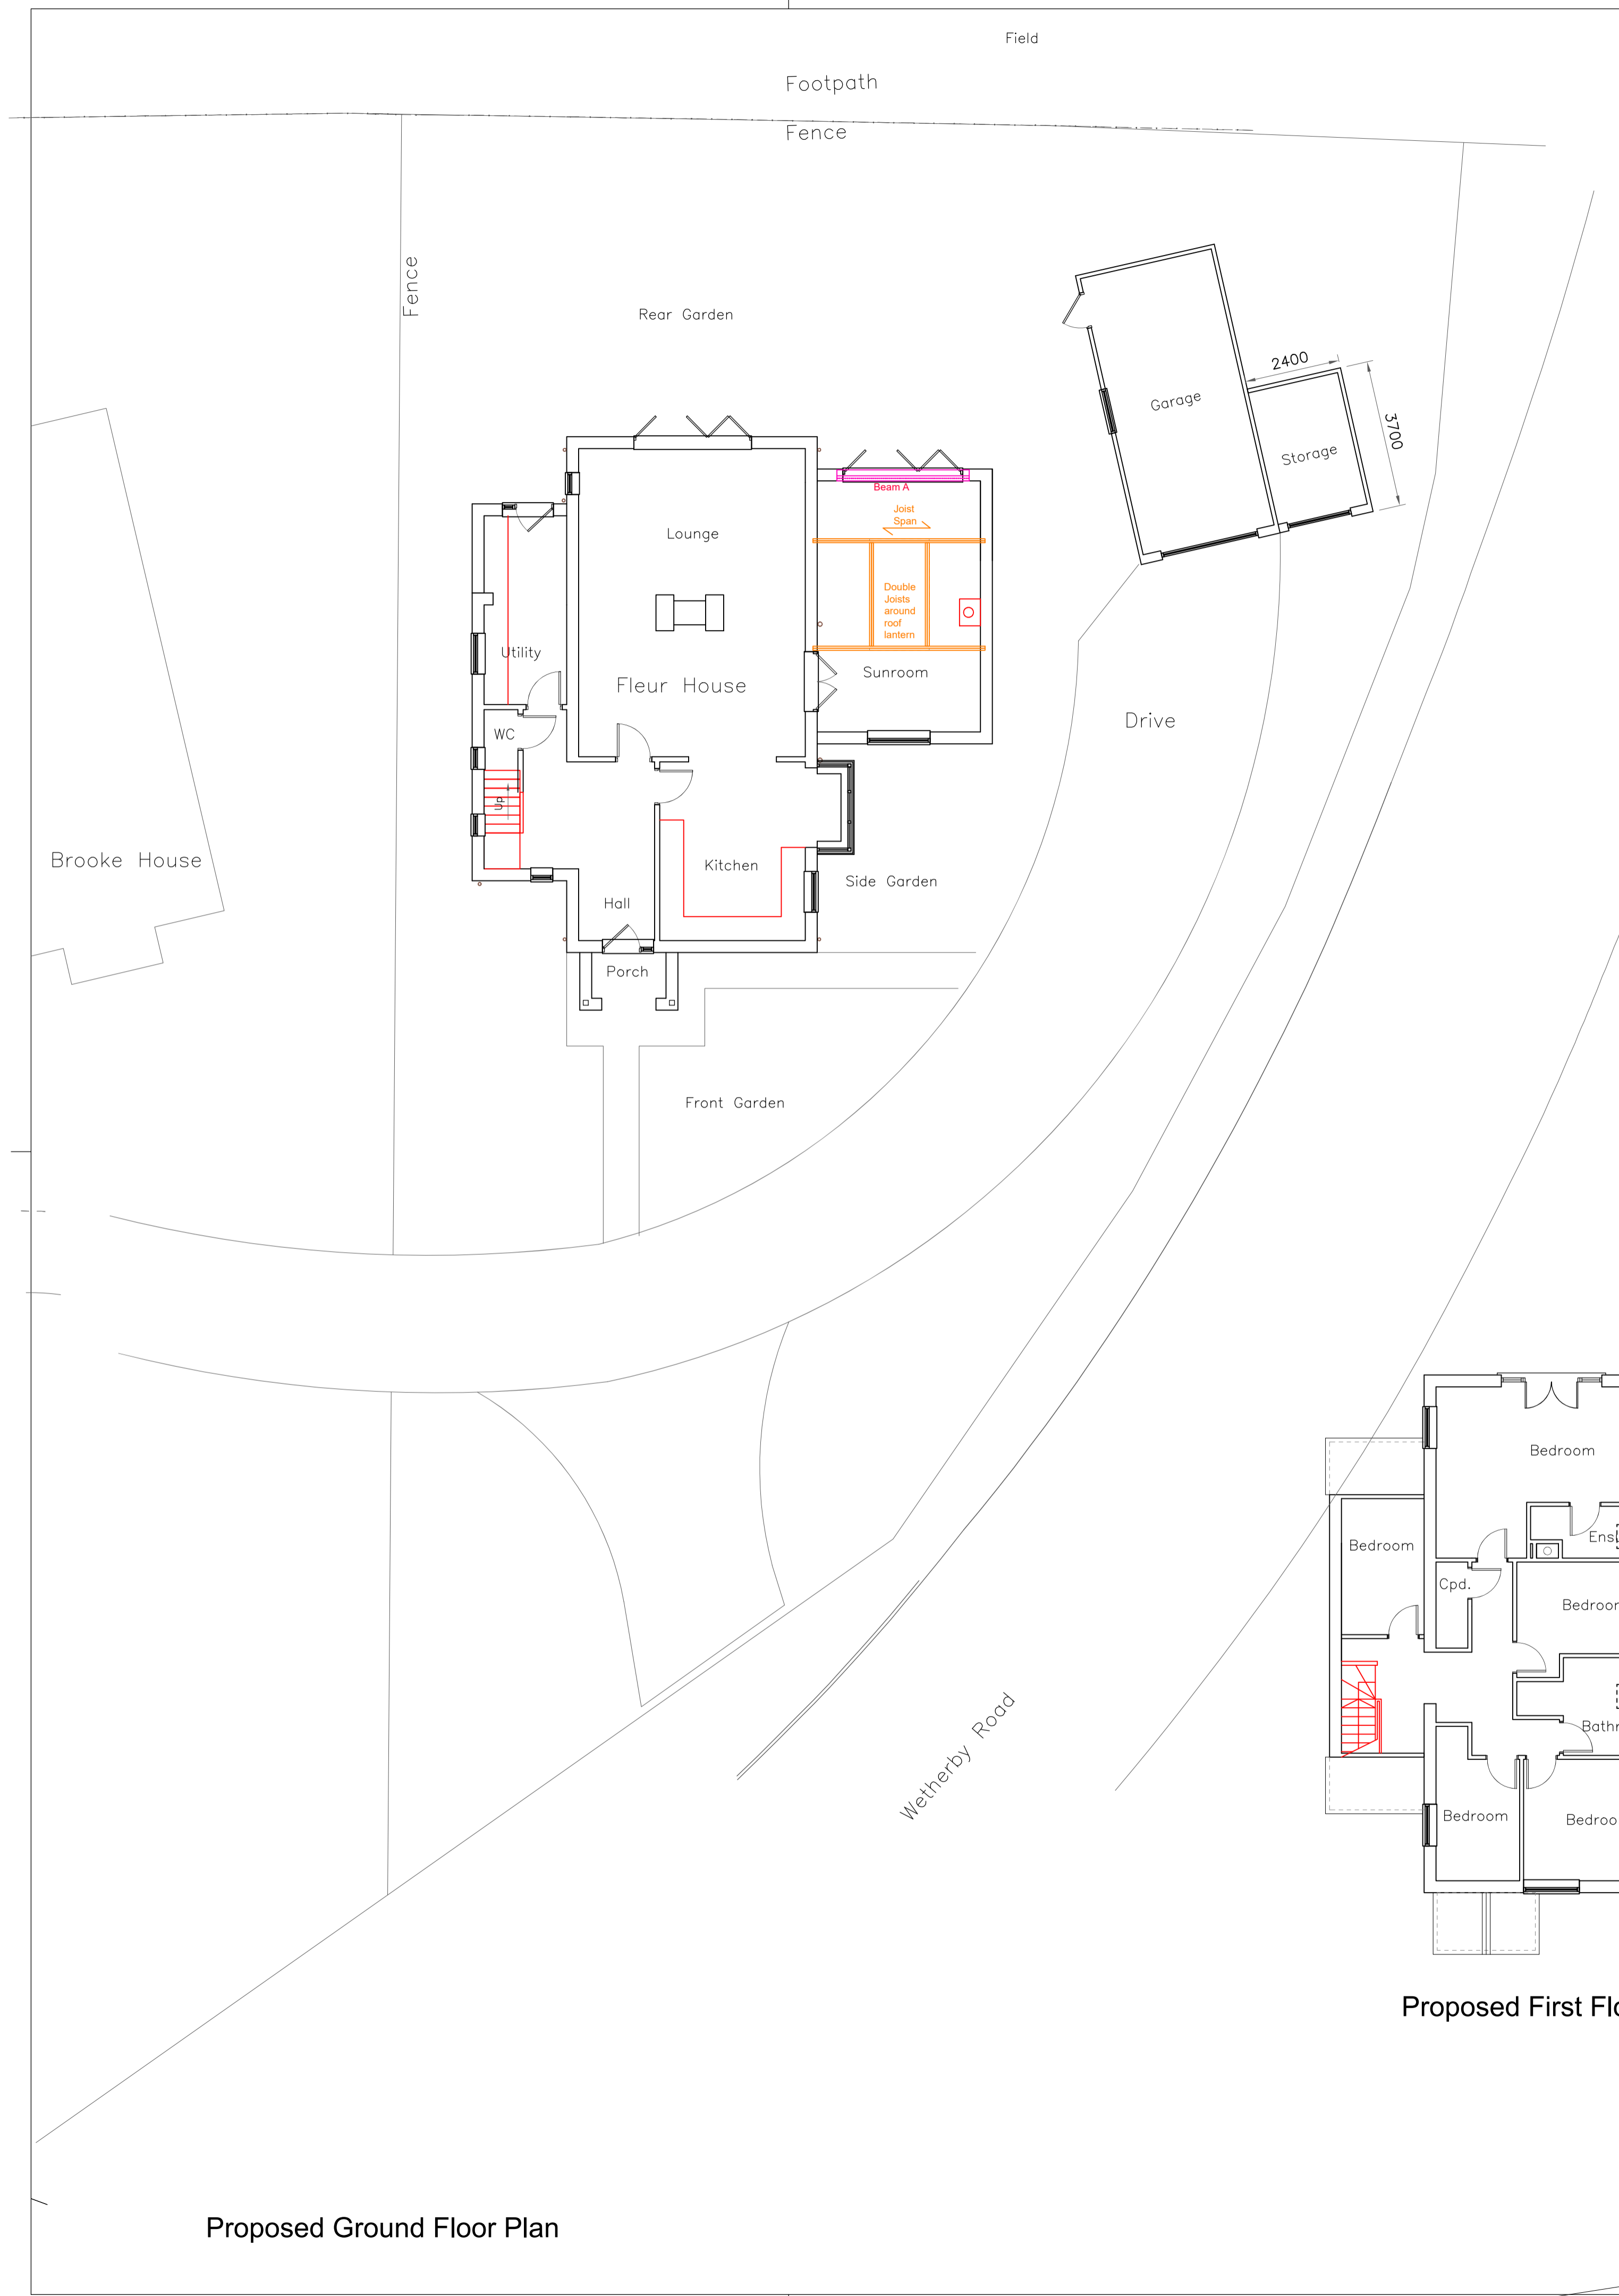 Field
Footpath
Fence
Fence
Rear Garden
2400
Garage
3700
Storage
Beam A
Joist
Span
Lounge
Double
Joists
around
roof
lantern
Utility
Sunroom
Fleur House
Drive
WC
Up
Brooke House
Kitchen
Side Garden
Hall
Porch
Front Garden
Bedroom
Bedroom
Cpd.
Wetherby Road
Bedroom
Proposed First
Proposed Ground Floor Plan